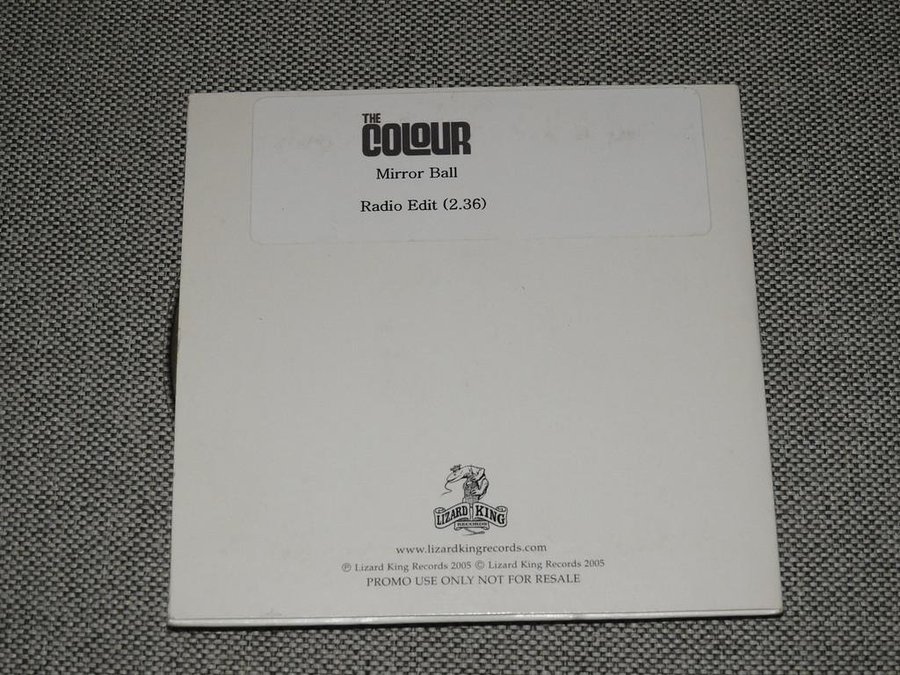 THE
COLOUR
Mirror Ball
Radio Edit (2.36)
LIZARD KING
RECORDS
www.lizardkingrecords.com
℗ Lizard King Records 2005 © Lizard King Records 2005
PROMO USE ONLY NOT FOR RESALE